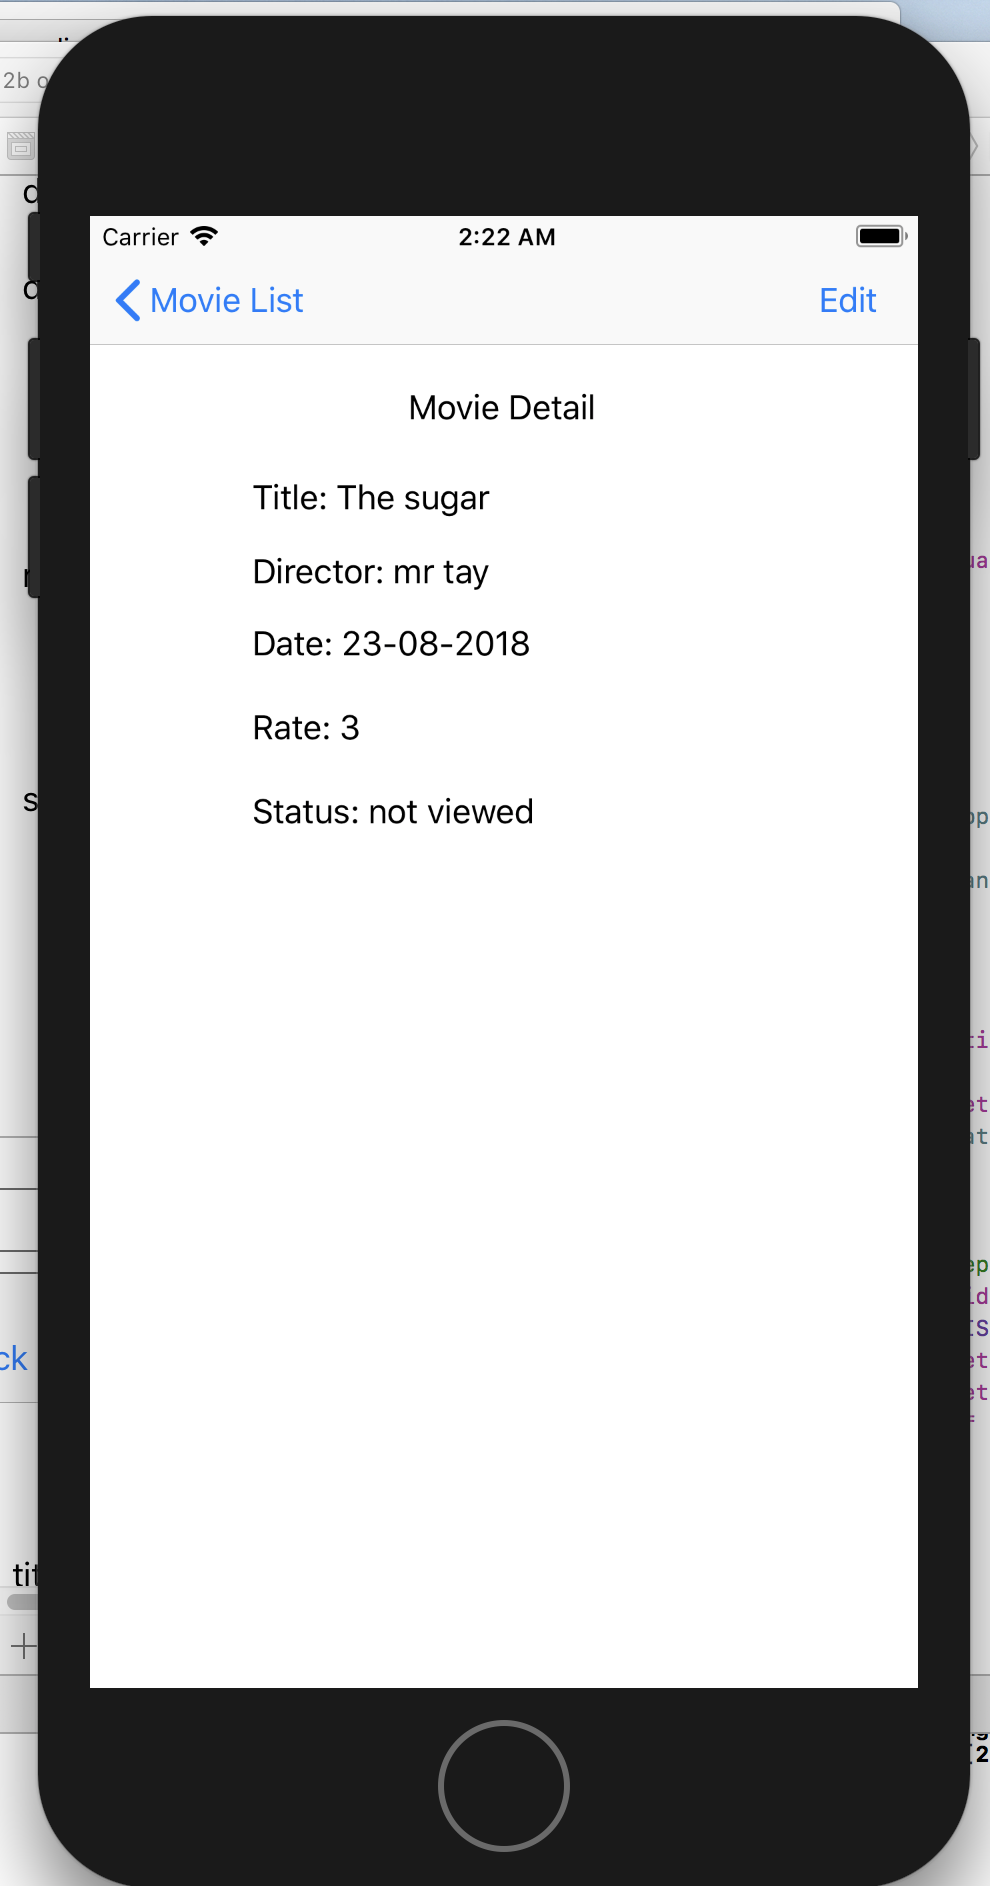 2b
Carrier 2:22 AM
Movie List Edit
Movie Detail
Title: The sugar
Director: mr tay
Date: 23-08-2018
Rate: 3
Status: not viewed